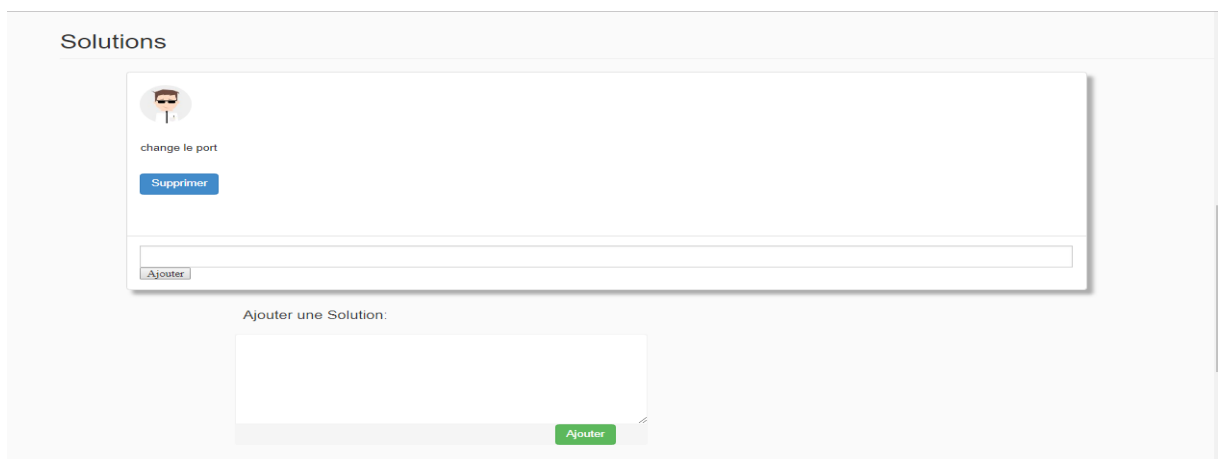 Solutions
change le port
Supprimer
Ajouter
Ajouter une Solution:
Ajouter